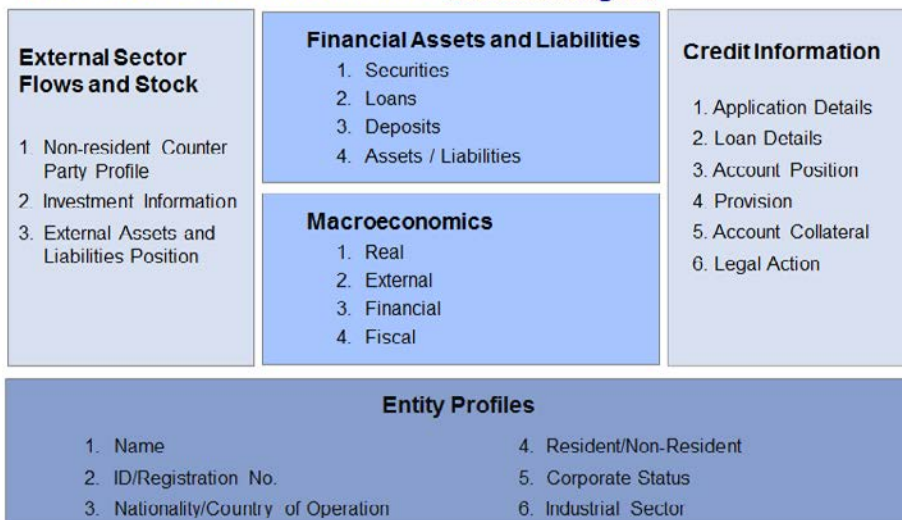 External Sector
Flows and Stock
1. Non-resident Counter
Party Profile
2. Investment Information
3. External Assets and
Liabilities Position
Financial Assets and Liabilities
1. Securities
2. Loans
3. Deposits
4. Assets / Liabilities
Macroeconomics
1. Real
2. External
3. Financial
4. Fiscal
Credit Information
1. Application Details
2. Loan Details
3. Account Position
4. Provision
5. Account Collateral
6. Legal Action
Entity Profiles
1. Name
2. ID/Registration No.
3. Nationality/Country of Operation
4. Resident/Non-Resident
5. Corporate Status
6. Industrial Sector